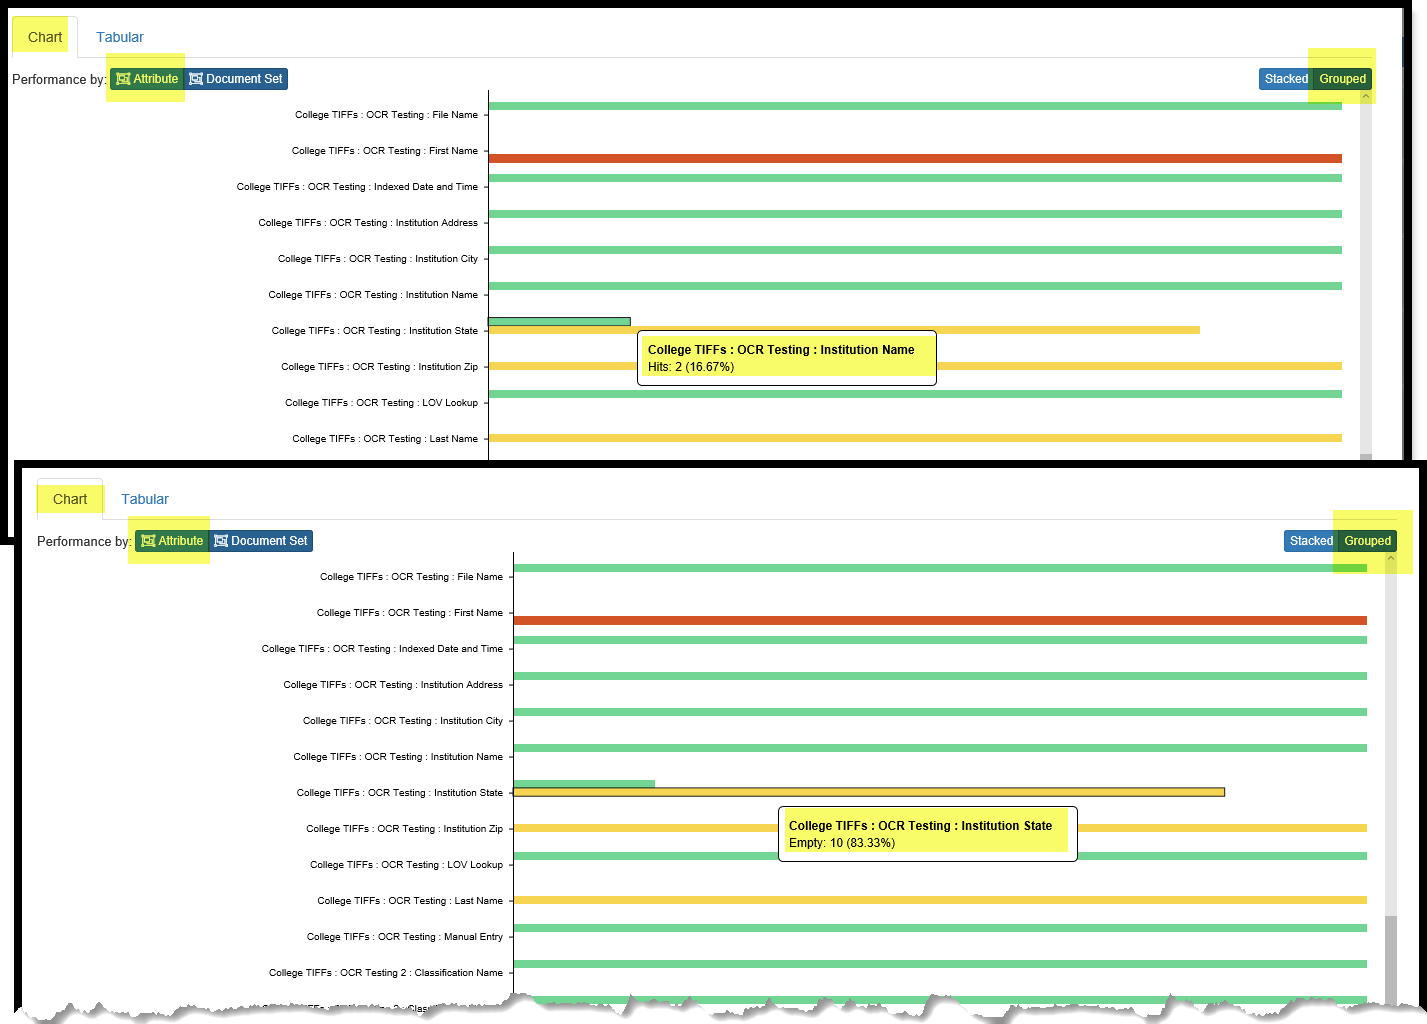 Chart Tabular
Performance by: Attribute Document Set Stacked Grouped
College TIFFs : OCR Testing : File Name
College TIFFs : OCR Testing : First Name
College TIFFs : OCR Testing : Indexed Date and Time
College TIFFs : OCR Testing : Institution Address
College TIFFs : OCR Testing : Institution City
College TIFFs : OCR Testing : Institution Name
College TIFFs : OCR Testing : Institution State
College TIFFs : OCR Testing : Institution Name
Hits: 2 (16.67%)
College TIFFs : OCR Testing : Institution Zip
College TIFFs : OCR Testing : LOV Lookup
College TIFFs : OCR Testing : Last Name
Chart Tabular
Performance by: Attribute Document Set Stacked Grouped
College TIFFs : OCR Testing : File Name
College TIFFs : OCR Testing : First Name
College TIFFs : OCR Testing : Indexed Date and Time
College TIFFs : OCR Testing : Institution Address
College TIFFs : OCR Testing : Institution City
College TIFFs : OCR Testing : Institution Name
College TIFFs : OCR Testing : Institution State
College TIFFs : OCR Testing : Institution State
Empty: 10 (83.33%)
College TIFFs : OCR Testing : Institution Zip
College TIFFs : OCR Testing : LOV Lookup
College TIFFs : OCR Testing : Last Name
College TIFFs : OCR Testing : Manual Entry
College TIFFs : OCR Testing 2 : Classification Name